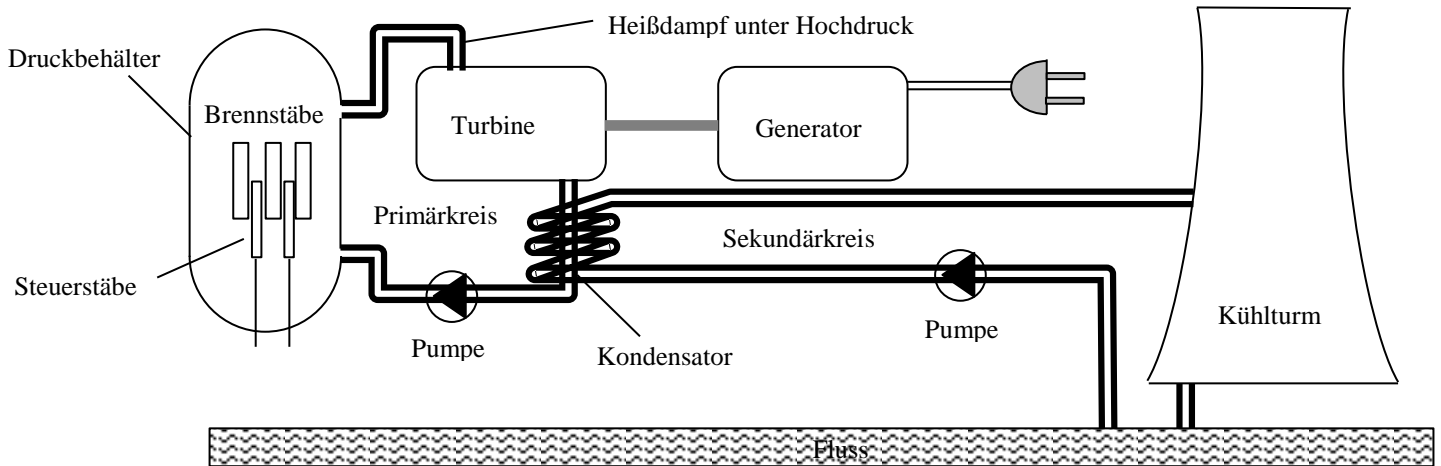 Heißdampf unter Hochdruck
Druckbehälter
Brennstäbe
Turbine
Generator
Primärkreis
Sekundärkreis
Steuerstäbe
Pumpe
Kondensator
Pumpe
Kühlturm
Fluss